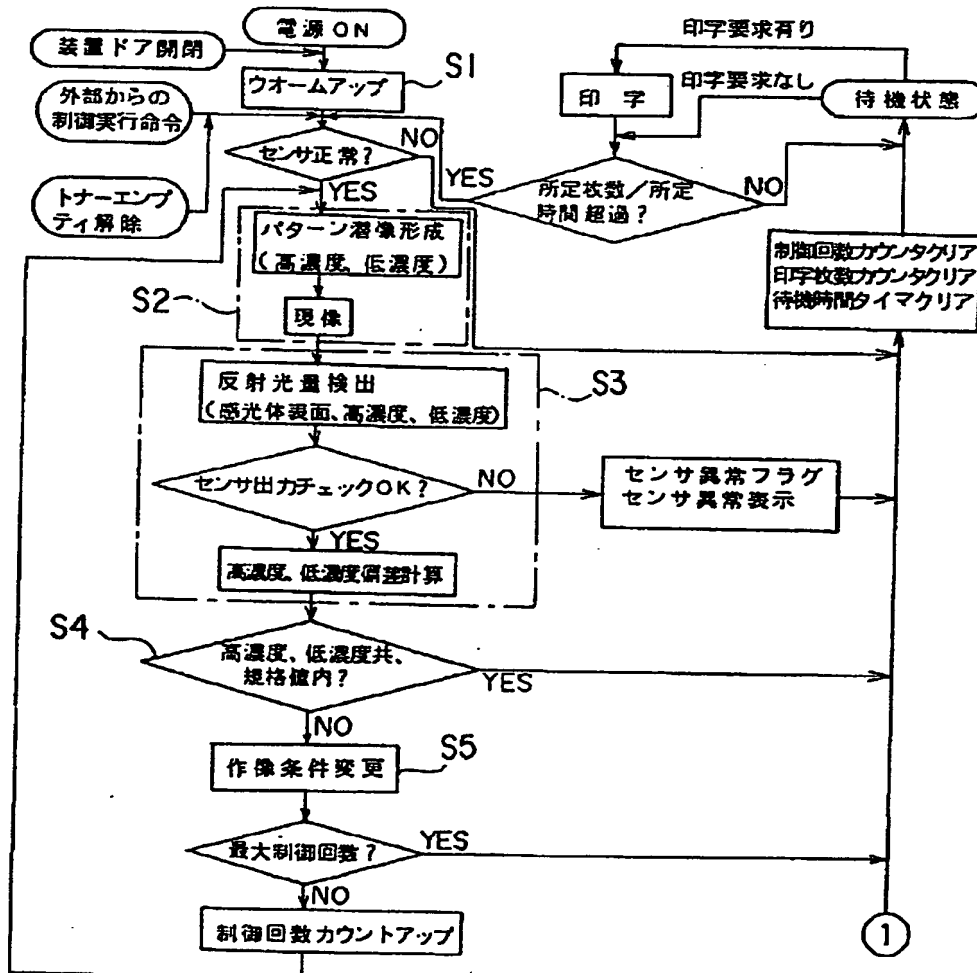 電源ON
装置ドア開閉
S1
ウオームアップ
外部からの
制御実行命令
センサ正常?
NO
YES
トナーエンプ
ティ解除
パターン潜像形成
(高濃度、低濃度)
S2
現像
反射光量検出
(感光体表面、高濃度、低濃度)
S3
センサ出力チェックOK?
NO
YES
センサ異常フラグ
センサ異常表示
高濃度、低濃度偏差計算
S4
高濃度、低濃度共、
規格値内?
YES
NO
作像条件変更
S5
最大制御回数?
YES
NO
制御回数カウントアップ
印字要求有り
印字要求なし
印字
待機状態
所定枚数/所定
時間超過?
YES
NO
制御回数カウンタクリア
印字枚数カウンタクリア
待機時間タイマクリア
1